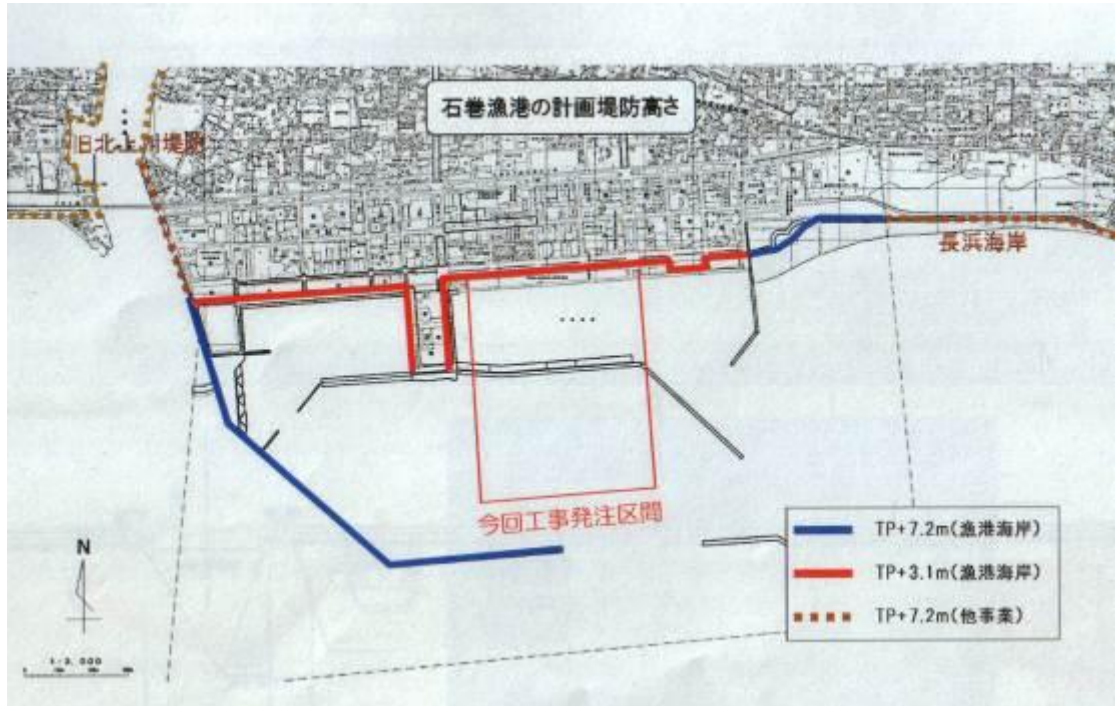 石巻漁港の計画堤防高さ
旧北上川堤防
長浜海岸
今回工事発注区間
N
TP+7.2m(漁港海岸)
TP+3.1m(漁港海岸)
TP+7.2m(他事業)